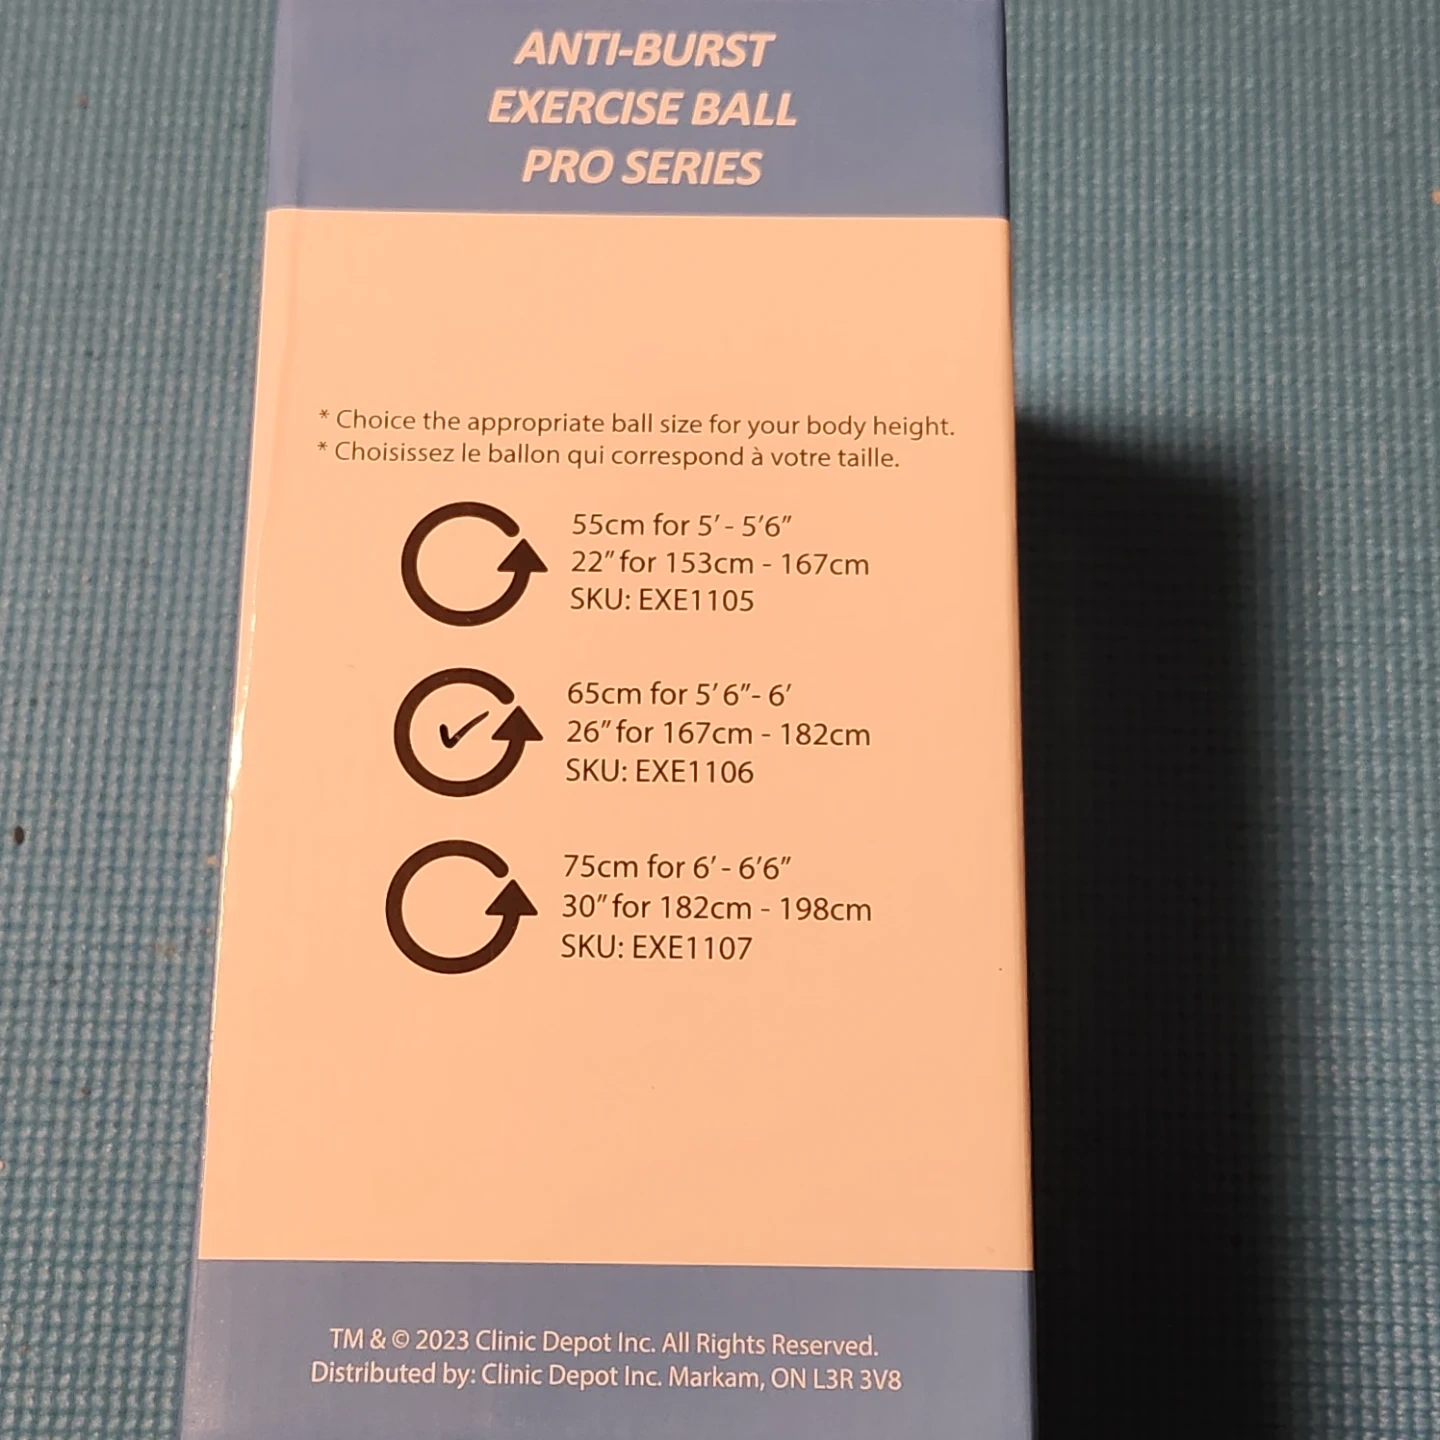 ANTI-BURST
EXERCISE BALL
PRO SERIES
* Choice the appropriate ball size for your body height.
* Choisissez le ballon qui correspond à votre taille.
55cm for 5' - 5'6"
22" for 153cm - 167cm
SKU: EXE1105
65cm for 5'6"- 6'
26" for 167cm - 182cm
SKU: EXE1106
75cm for 6' - 6'6"
30" for 182cm - 198cm
SKU: EXE1107
TM & © 2023 Clinic Depot Inc. All Rights Reserved.
Distributed by: Clinic Depot Inc. Markam, ON L3R 3V8